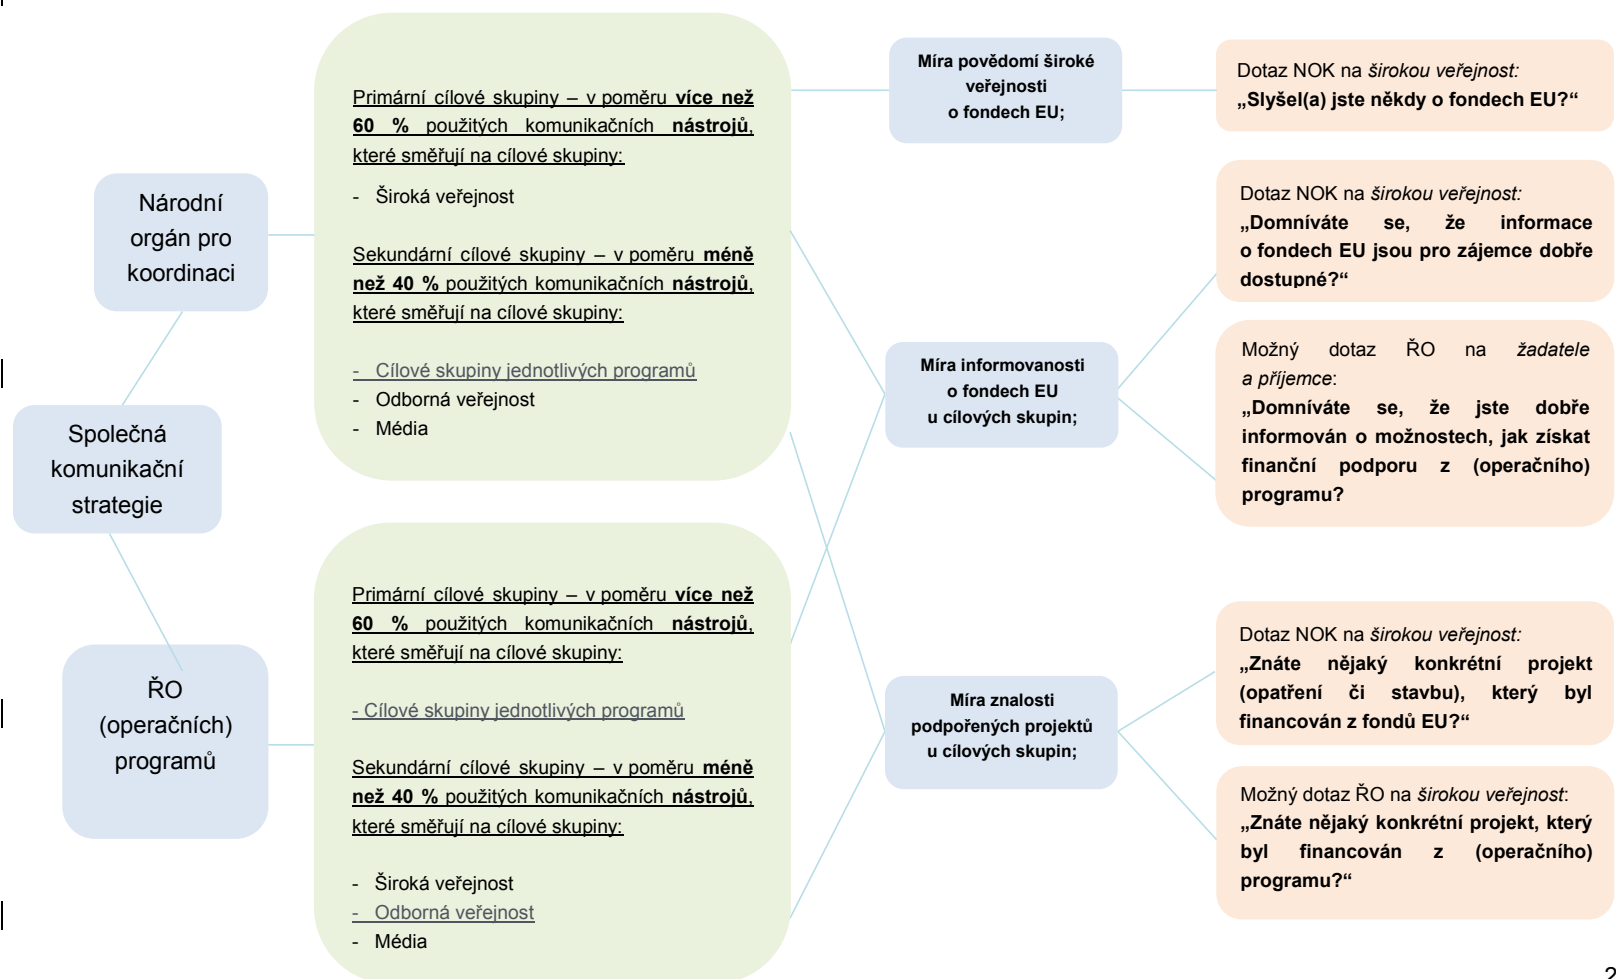 Národní
orgán pro
koordinaci
Společná
komunikační
strategie
ŘO
(operačních)
programů
Primární cílové skupiny – v poměru více než
60 % použitých komunikačních nástrojů,
které směřují na cílové skupiny:
- Široká veřejnost
Sekundární cílové skupiny – v poměru méně
než 40 % použitých komunikačních nástrojů,
které směřují na cílové skupiny:
- Cílové skupiny jednotlivých programů
- Odborná veřejnost
- Média
Primární cílové skupiny – v poměru více než
60 % použitých komunikačních nástrojů,
které směřují na cílové skupiny:
- Cílové skupiny jednotlivých programů
Sekundární cílové skupiny – v poměru méně
než 40 % použitých komunikačních nástrojů,
které směřují na cílové skupiny:
- Široká veřejnost
- Odborná veřejnost
- Média
Míra povědomí široké
veřejnosti
o fondech EU;
Míra informovanosti
o fondech EU
u cílových skupin;
Míra znalosti
podpořených projektů
u cílových skupin;
Dotaz NOK na širokou veřejnost:
„Slyšel(a) jste někdy o fondech EU?“
Dotaz NOK na širokou veřejnost:
„Domníváte se, že informace
o fondech EU jsou pro zájemce dobře
dostupné?“
Možný dotaz ŘO na žadatele
a příjemce:
„Domníváte se, že jste dobře
informován o možnostech, jak získat
finanční podporu z (operačního)
programu?
Dotaz NOK na širokou veřejnost:
„Znáte nějaký konkrétní projekt
(opatření či stavbu), který byl
financován z fondů EU?“
Možný dotaz ŘO na širokou veřejnost:
„Znáte nějaký konkrétní projekt, který
byl financován z (operačního)
programu?“